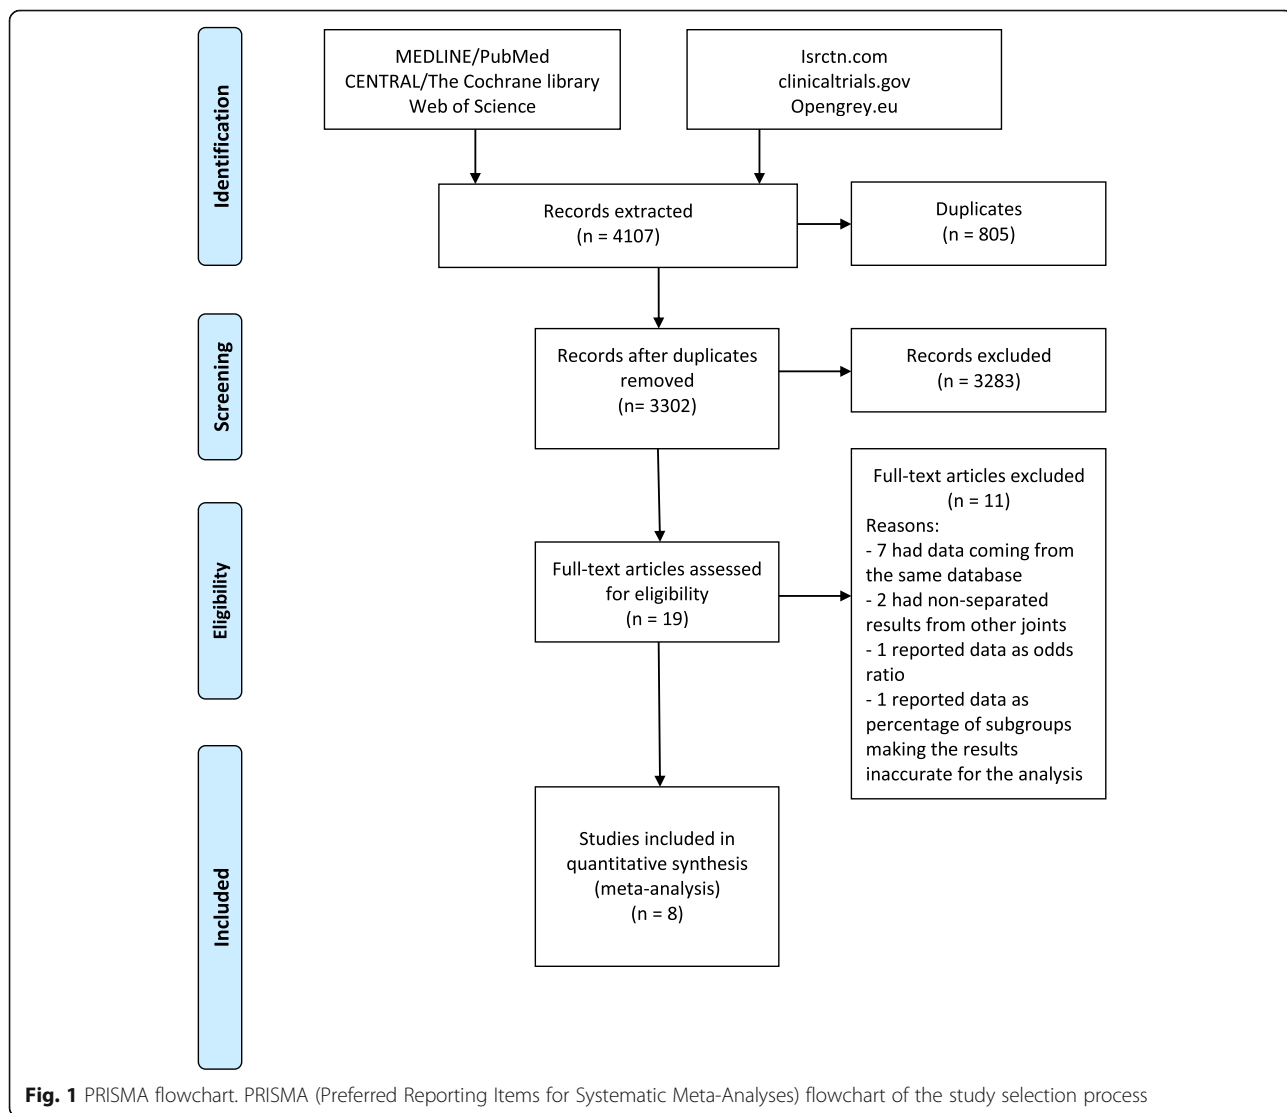 Identification
MEDLINE/PubMed
CENTRAL/The Cochrane library
Web of Science
Isrctn.com
clinicaltrials.gov
Opengrey.eu
Records extracted
(n = 4107)
Duplicates
(n = 805)
Screening
Records after duplicates
removed
(n= 3302)
Records excluded
(n = 3283)
Eligibility
Full-text articles assessed
for eligibility
(n = 19)
Full-text articles excluded
(n = 11)
Reasons:
- 7 had data coming from
the same database
- 2 had non-separated
results from other joints
- 1 reported data as odds
ratio
- 1 reported data as
percentage of subgroups
making the results
inaccurate for the analysis
Included
Studies included in
quantitative synthesis
(meta-analysis)
(n = 8)
Fig. 1 PRISMA flowchart. PRISMA (Preferred Reporting Items for Systematic Meta-Analyses) flowchart of the study selection process